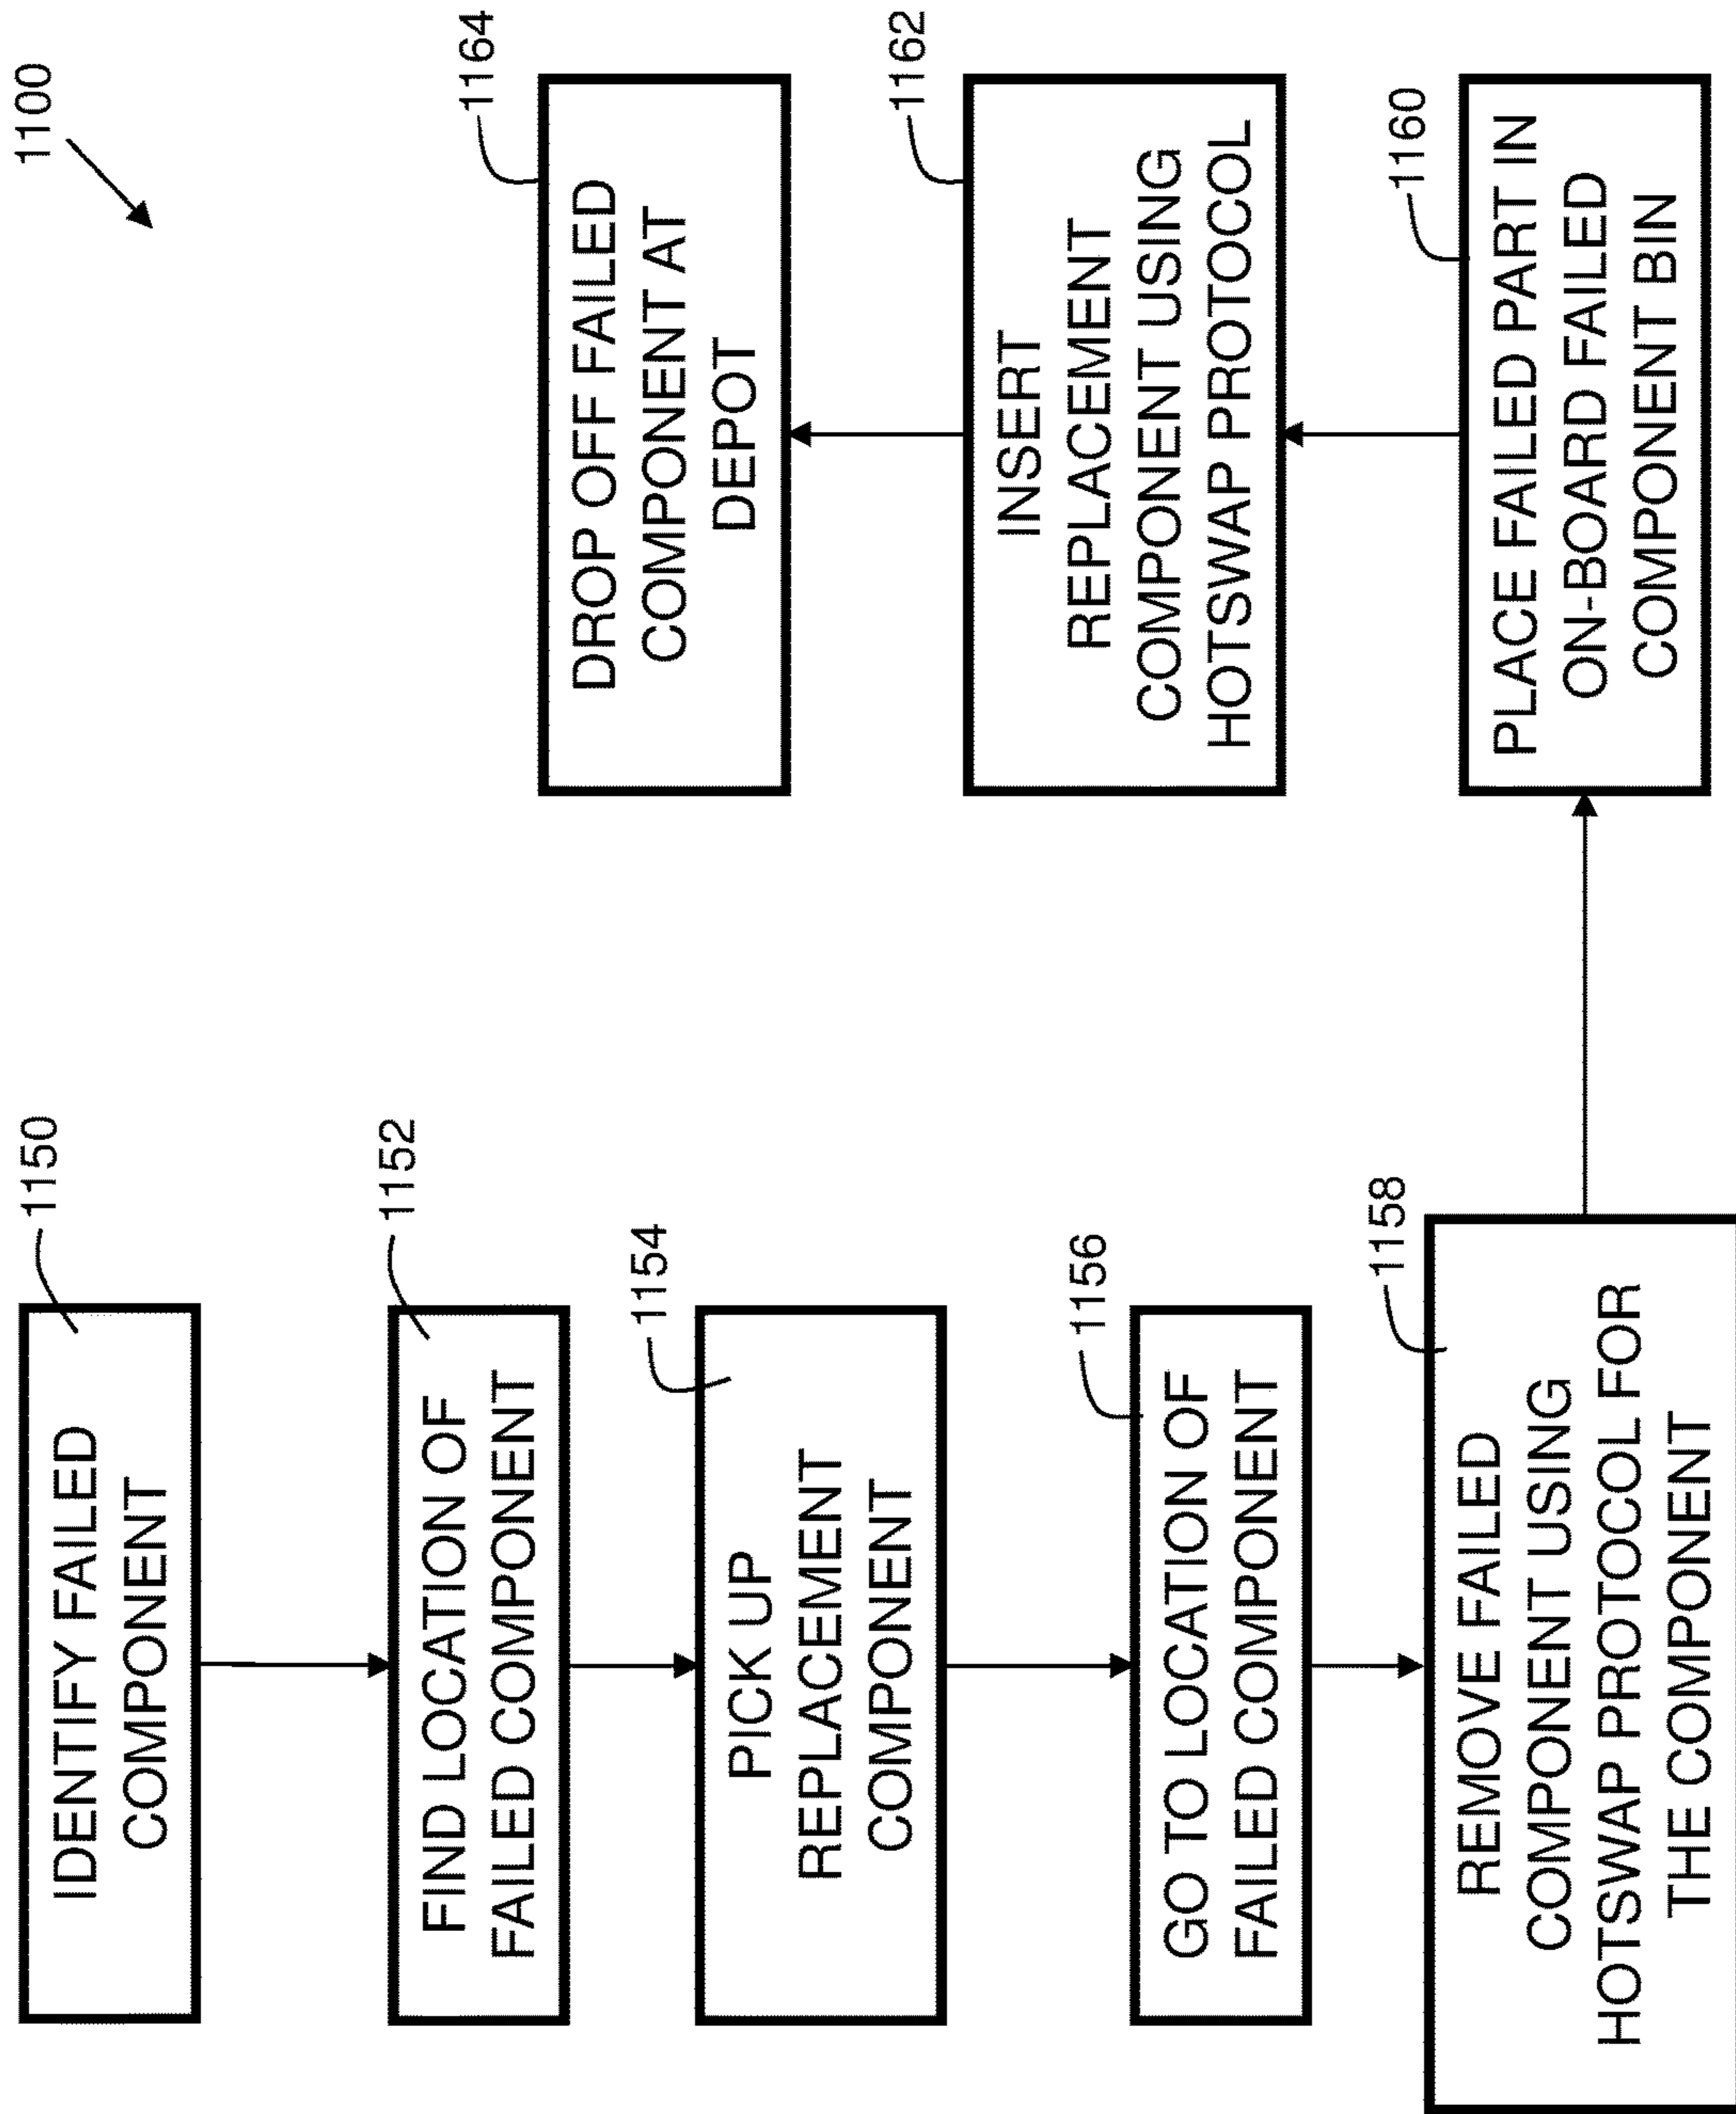 1100
1150
IDENTIFY FAILED
COMPONENT
1152
FIND LOCATION OF
FAILED COMPONENT
1154
PICK UP
REPLACEMENT
COMPONENT
1156
GO TO LOCATION OF
FAILED COMPONENT
1158
REMOVE FAILED
COMPONENT USING
HOTSWAP PROTOCOL FOR
THE COMPONENT
1160
PLACE FAILED PART IN
ON-BOARD FAILED
COMPONENT BIN
1162
INSERT
REPLACEMENT
COMPONENT USING
HOTSWAP PROTOCOL
1164
DROP OFF FAILED
COMPONENT AT
DEPOT